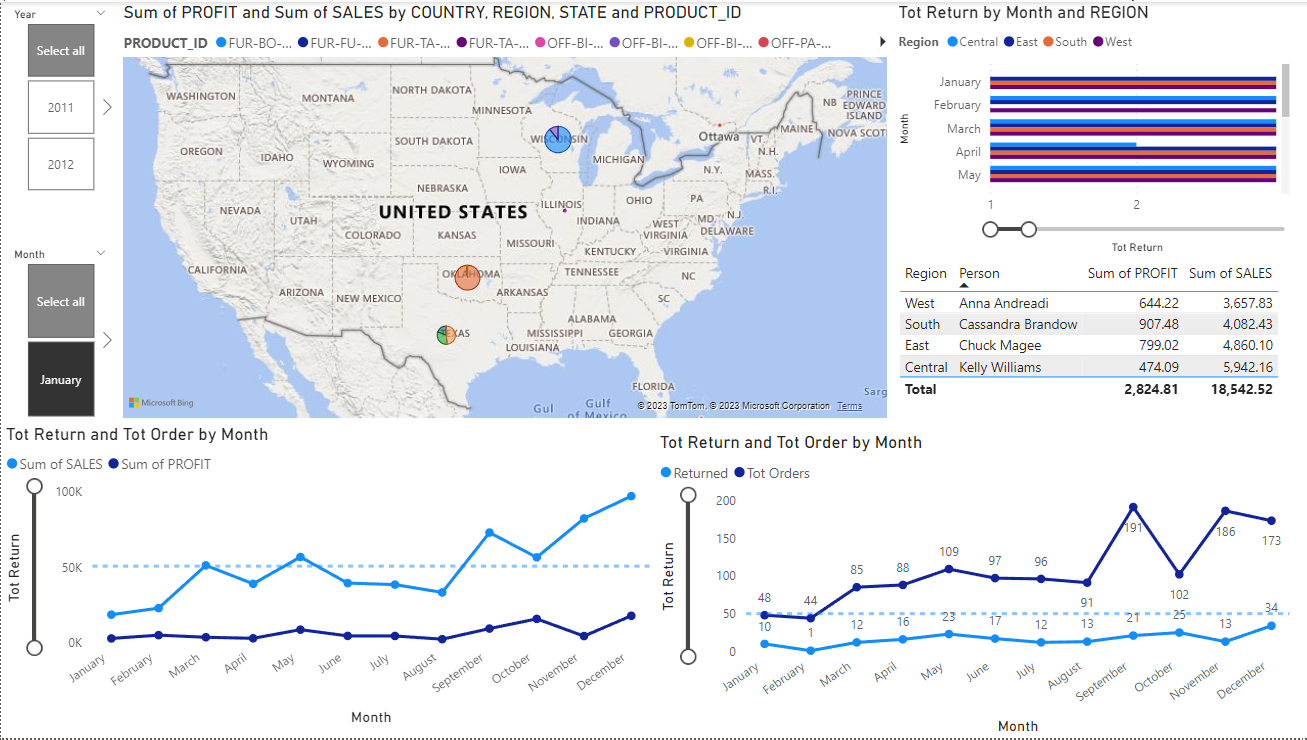 Year
Select all
2011
2012
Month
Select all
January
Sum of PROFIT and Sum of SALES by COUNTRY, REGION, STATE and PRODUCT_ID
PRODUCT_ID FUR-BO-... FUR-FU-... FUR-TA-... FUR-TA-... OFF-BI-... OFF-BI-... OFF-BI-... OFF-PA-...
WASHINGTON
MONTANA
NORTH DAKOTA
MINNESOTA
OREGON
IDAHO
SOUTH DAKOTA
WISCONSIN
MICHIGAN
Ottawa
VT.
MAINE
NB
PRINCE
EDWARD
ISLAND
NOVA SCOT
N.H.
WYOMING
IOWA
N.Y.
MASS.
R.I.
NEBRASKA
NEVADA
UTAH
UNITED STATES
ILLINOIS
INDIANA
OHIO
PA
N.J.
MD
DELAWARE
COLORADO
KANSAS
MISSOURI
WEST
VIRGINIA
KENTUCKY
VIRGINIA
CALIFORNIA
ARIZONA
NEW MEXICO
OKLAHOMA
ARKANSAS
TENNESSEE
NC
SC
TEXAS
MISSISSIPPI
ALABAMA
GEORGIA
LOUISIANA
FLORIDA
Gul
Gulf
of Mexico
Sarg
Microsoft Bing
© 2023 TomTom, © 2023 Microsoft Corporation Terms
Tot Return by Month and REGION
Region Central East South West
Month
January
February
March
April
May
1 2
Tot Return
Region Person Sum of PROFIT Sum of SALES
West Anna Andreadi 644.22 3,657.83
South Cassandra Brandow 907.48 4,082.43
East Chuck Magee 799.02 4,860.10
Central Kelly Williams 474.09 5,942.16
Total 2,824.81 18,542.52
Tot Return and Tot Order by Month
Sum of SALES Sum of PROFIT
Tot Return
100K
50K
0K
January February March April May June July August September October November December
Month
Tot Return and Tot Order by Month
Returned Tot Orders
Tot Return
200
150
100
50
0
48 44 85 88 109 97 96 91 191 102 186 173
10 1 12 16 23 17 12 13 21 25 13 34
January February March April May June July August September October November December
Month